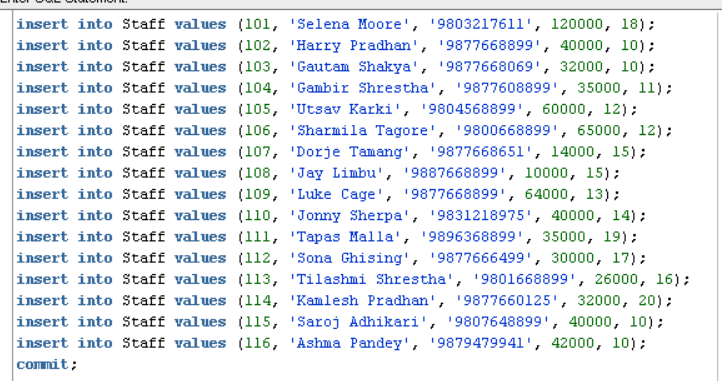 Enter SQL Statement:
insert into Staff values (101, 'Selena Moore', '9803217611', 120000, 18);
insert into Staff values (102, 'Harry Pradhan', '9877668899', 40000, 10);
insert into Staff values (103, 'Gautam Shakya', '9877668069', 32000, 10);
insert into Staff values (104, 'Gambir Shrestha', '9877608899', 35000, 11);
insert into Staff values (105, 'Utsav Karki', '9804568899', 60000, 12);
insert into Staff values (106, 'Sharmila Tagore', '9800668899', 65000, 12);
insert into Staff values (107, 'Dorje Tamang', '9877668651', 14000, 15);
insert into Staff values (108, 'Jay Limbu', '9887668899', 10000, 15);
insert into Staff values (109, 'Luke Cage', '9877668899', 64000, 13);
insert into Staff values (110, 'Jonny Sherpa', '9831218975', 40000, 14);
insert into Staff values (111, 'Tapas Malla', '9896368899', 35000, 19);
insert into Staff values (112, 'Sona Ghising', '9877666499', 30000, 17);
insert into Staff values (113, 'Tilashmi Shrestha', '9801668899', 26000, 16);
insert into Staff values (114, 'Kamlesh Pradhan', '9877660125', 32000, 20);
insert into Staff values (115, 'Saroj Adhikari', '9807648899', 40000, 10);
insert into Staff values (116, 'Ashma Pandey', '9879479941', 42000, 10);
commit;